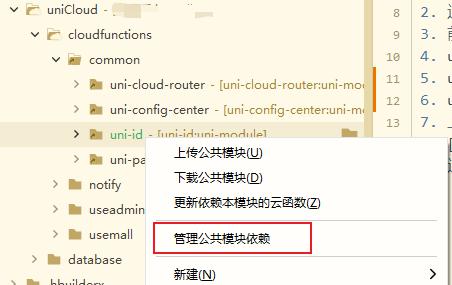 uniCloud -
cloudfunctions
common
uni-cloud-router - [uni-cloud-router:uni-mo
uni-config-center - [uni-config-center:uni-mo
uni-id - [uni-id:uni-module]
uni-pa
上传公共模块(U)
下载公共模块(D)
更新依赖本模块的云函数(Z)
管理公共模块依赖
新建(N)
notify
useadmin
usemall
database
hbuilderx
8
9
10
11
12
13
2.
3.
4. u
5. u
6. u
7.